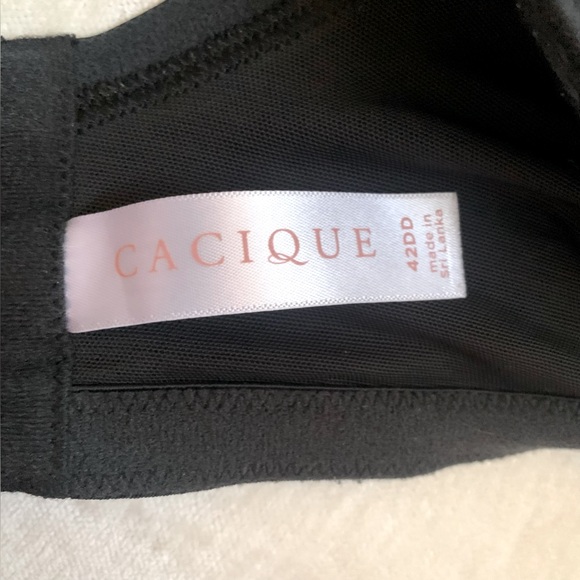 CACIQUE
42DD
made in
Sri Lanka